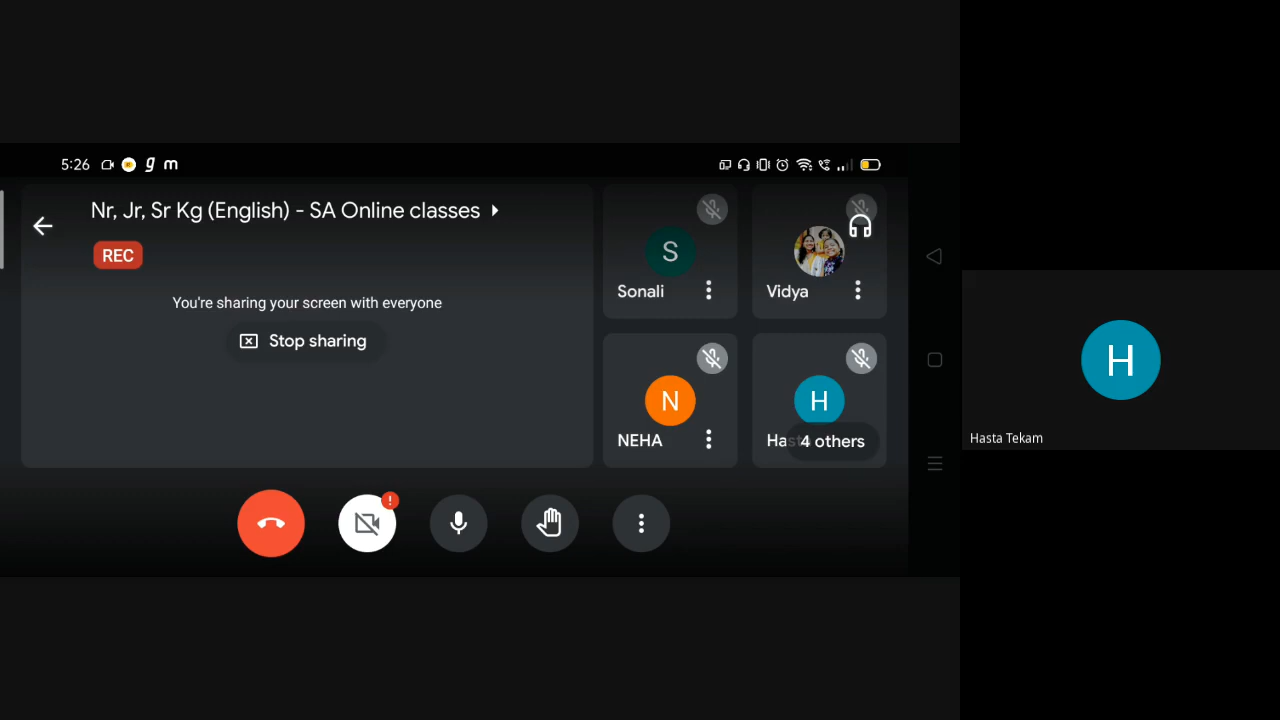 5:26 g m
Nr, Jr, Sr Kg (English) - SA Online classes
REC
You're sharing your screen with everyone
Stop sharing
S
Sonali
Vidya
N
NEHA
H
Has 4 others
H
Hasta Tekam